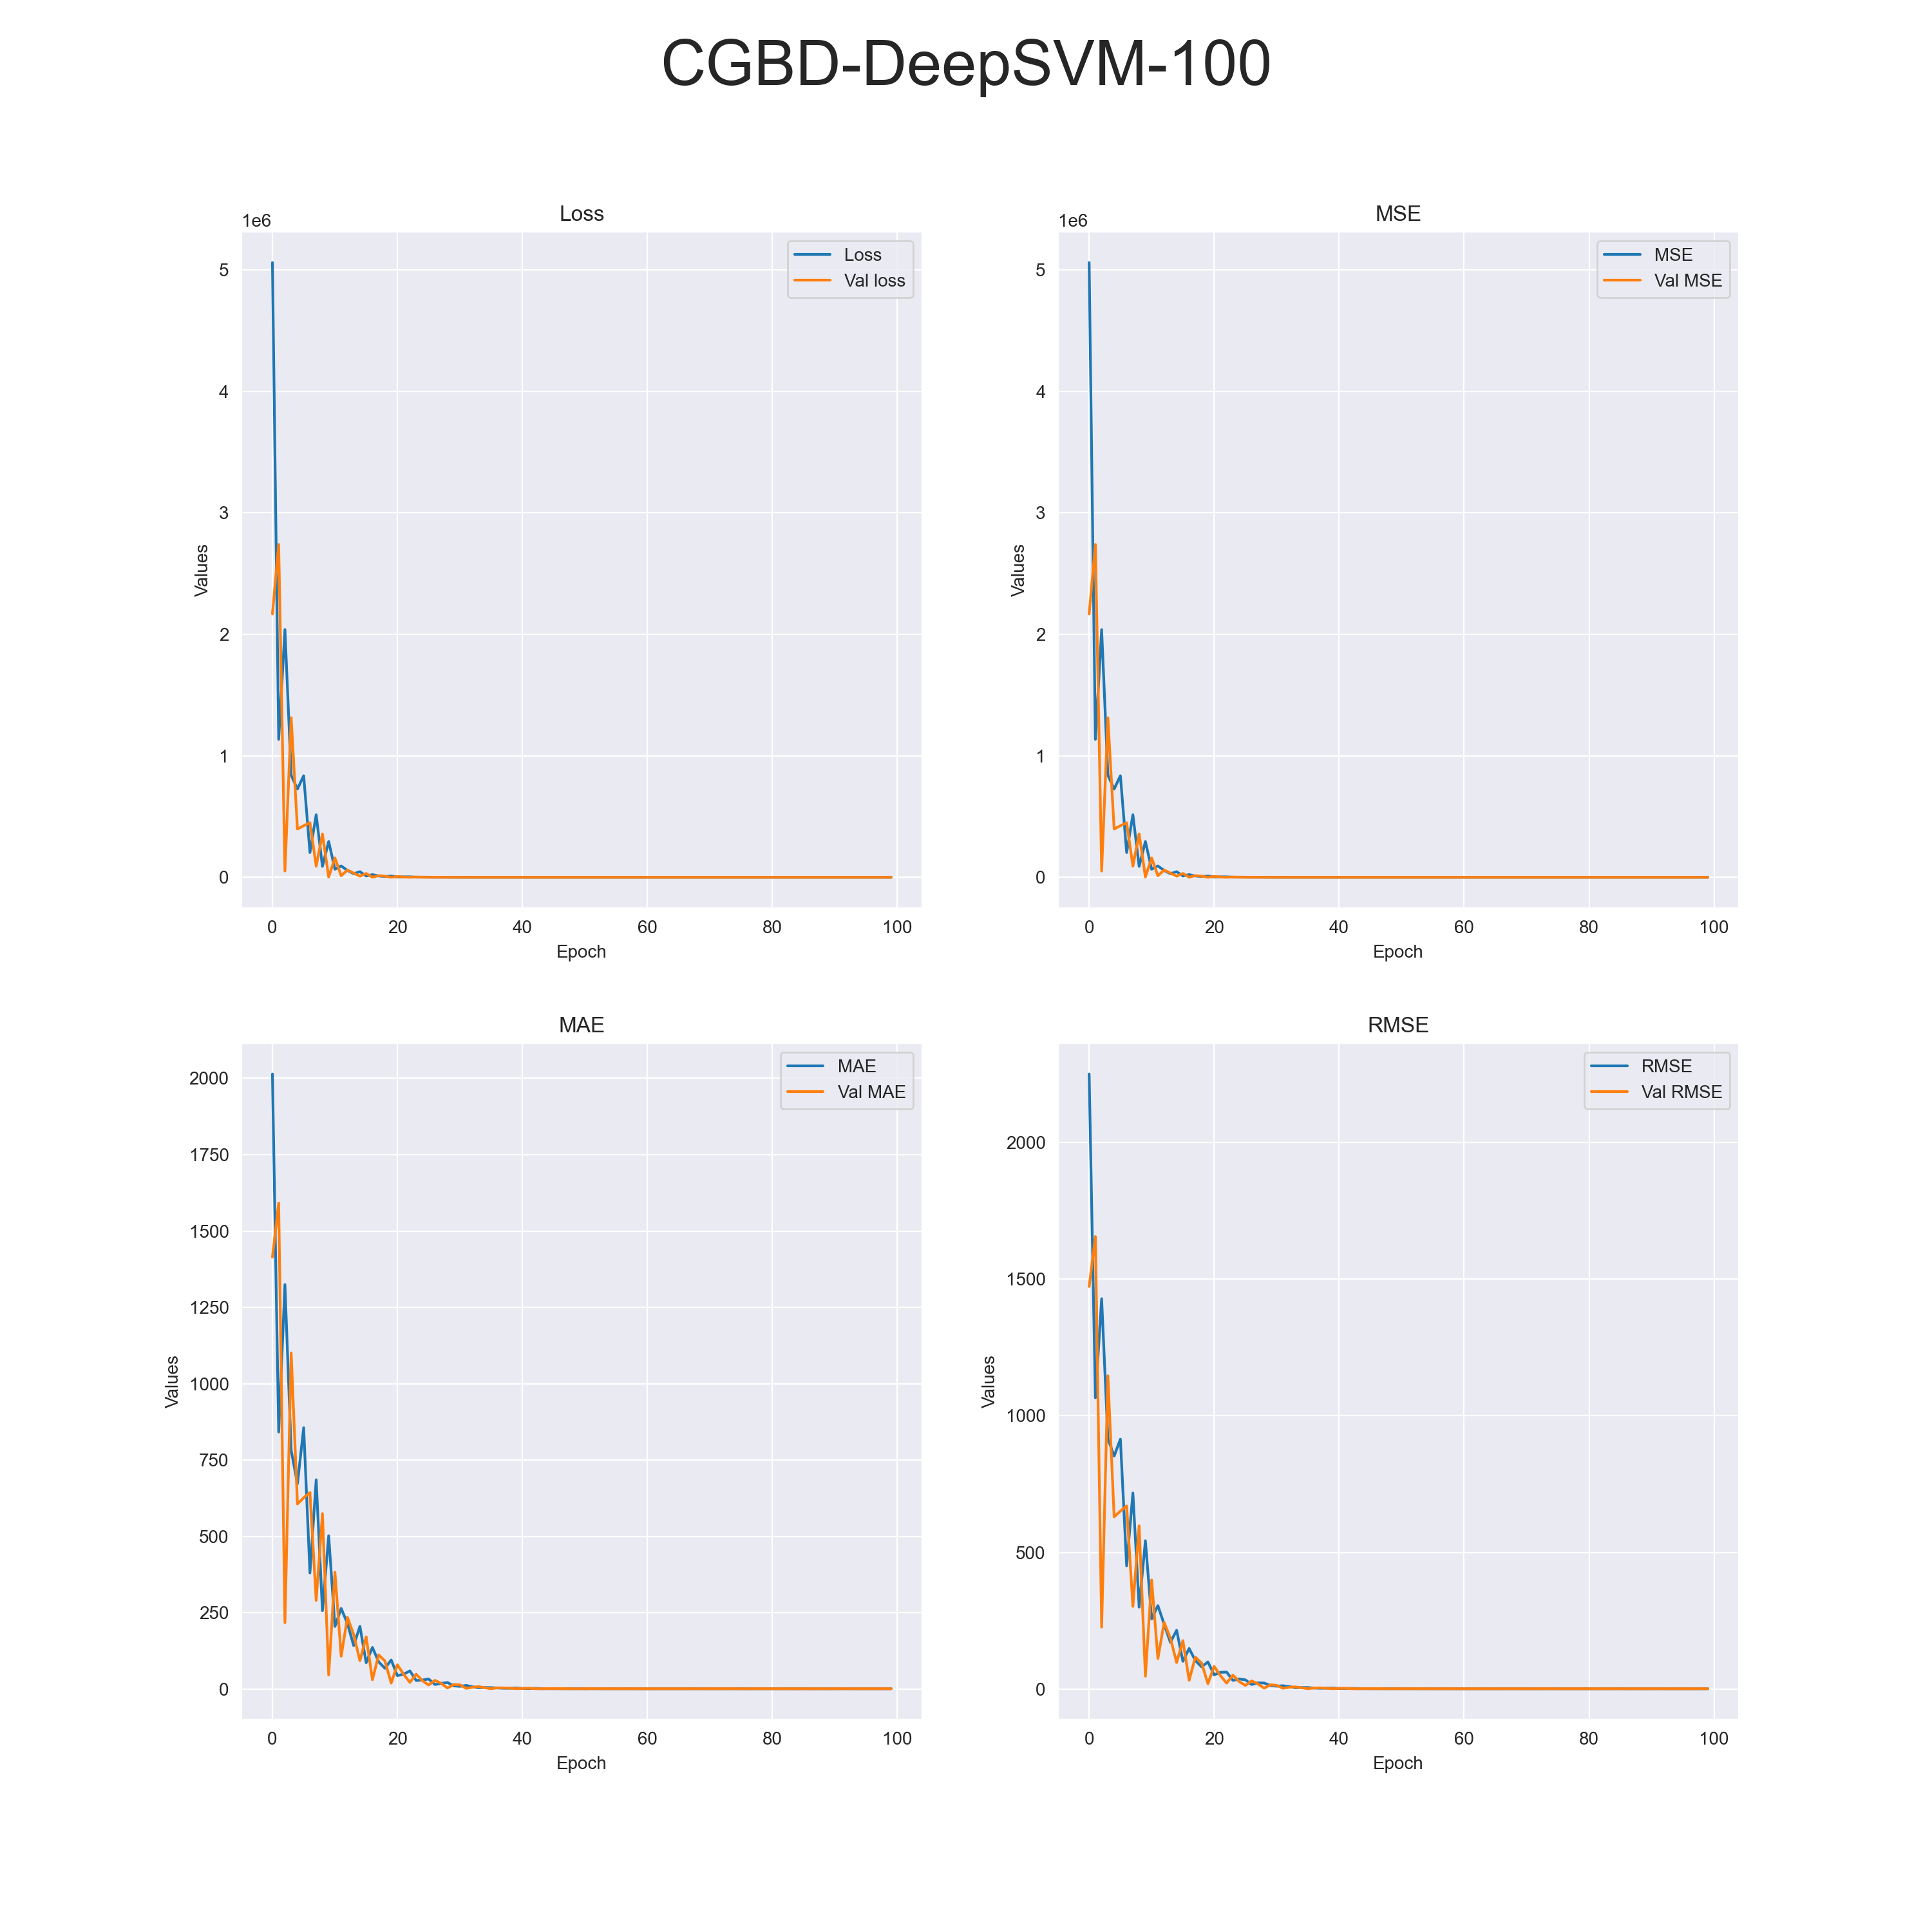 CGBD-DeepSVM-100
Loss
1e6
Loss
Val loss
5
4
3
2
1
0
Values
0 20 40 60 80 100
Epoch
MSE
1e6
MSE
Val MSE
5
4
3
2
1
0
Values
0 20 40 60 80 100
Epoch
MAE
MAE
Val MAE
2000
1750
1500
1250
1000
750
500
250
0
Values
0 20 40 60 80 100
Epoch
RMSE
RMSE
Val RMSE
2000
1500
1000
500
0
Values
0 20 40 60 80 100
Epoch